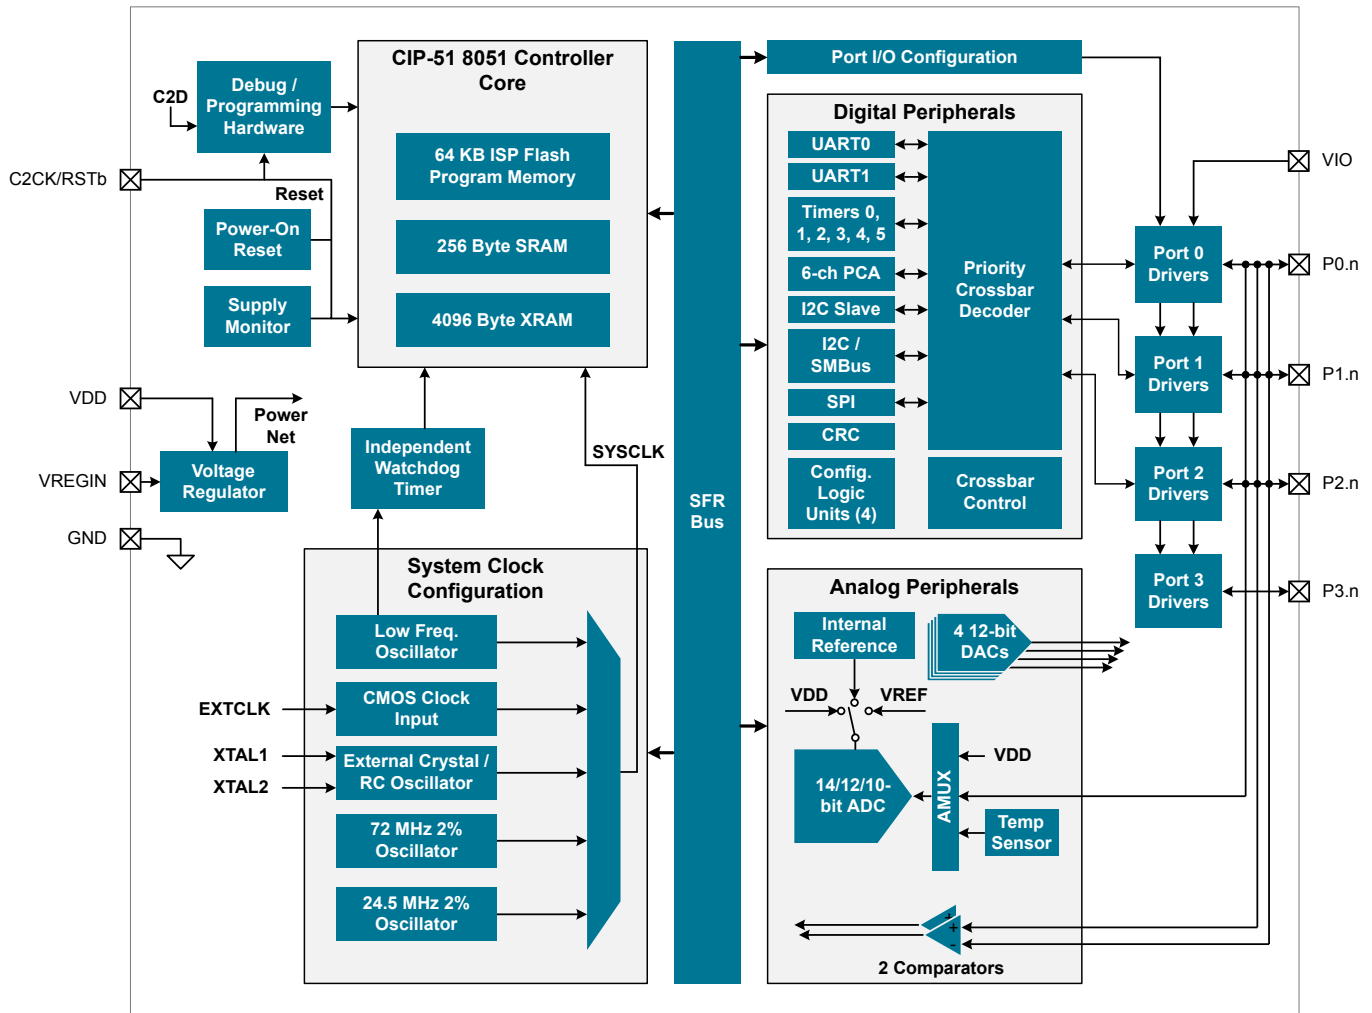 CIP-51 8051 Controller
Core
64 KB ISP Flash
Program Memory
256 Byte SRAM
4096 Byte XRAM
Debug /
Programming
Hardware
C2D
C2CK/RSTb
Reset
Power-On
Reset
Supply
Monitor
VDD
Power
Net
VREGIN
Voltage
Regulator
GND
Independent
Watchdog
Timer
SYSCLK
System Clock
Configuration
Low Freq.
Oscillator
EXTCLK
CMOS Clock
Input
XTAL1
XTAL2
External Crystal /
RC Oscillator
72 MHz 2%
Oscillator
24.5 MHz 2%
Oscillator
SFR
Bus
Port I/O Configuration
Digital Peripherals
UART0
UART1
Timers 0,
1, 2, 3, 4, 5
6-ch PCA
I2C Slave
I2C /
SMBus
SPI
CRC
Config.
Logic
Units (4)
Priority
Crossbar
Decoder
Crossbar
Control
Port 0
Drivers
Port 1
Drivers
Port 2
Drivers
Port 3
Drivers
VIO
P0.n
P1.n
P2.n
P3.n
Analog Peripherals
Internal
Reference
4 12-bit
DACs
VDD
VREF
14/12/10-
bit ADC
AMUX
VDD
Temp
Sensor
+
+
-
2 Comparators